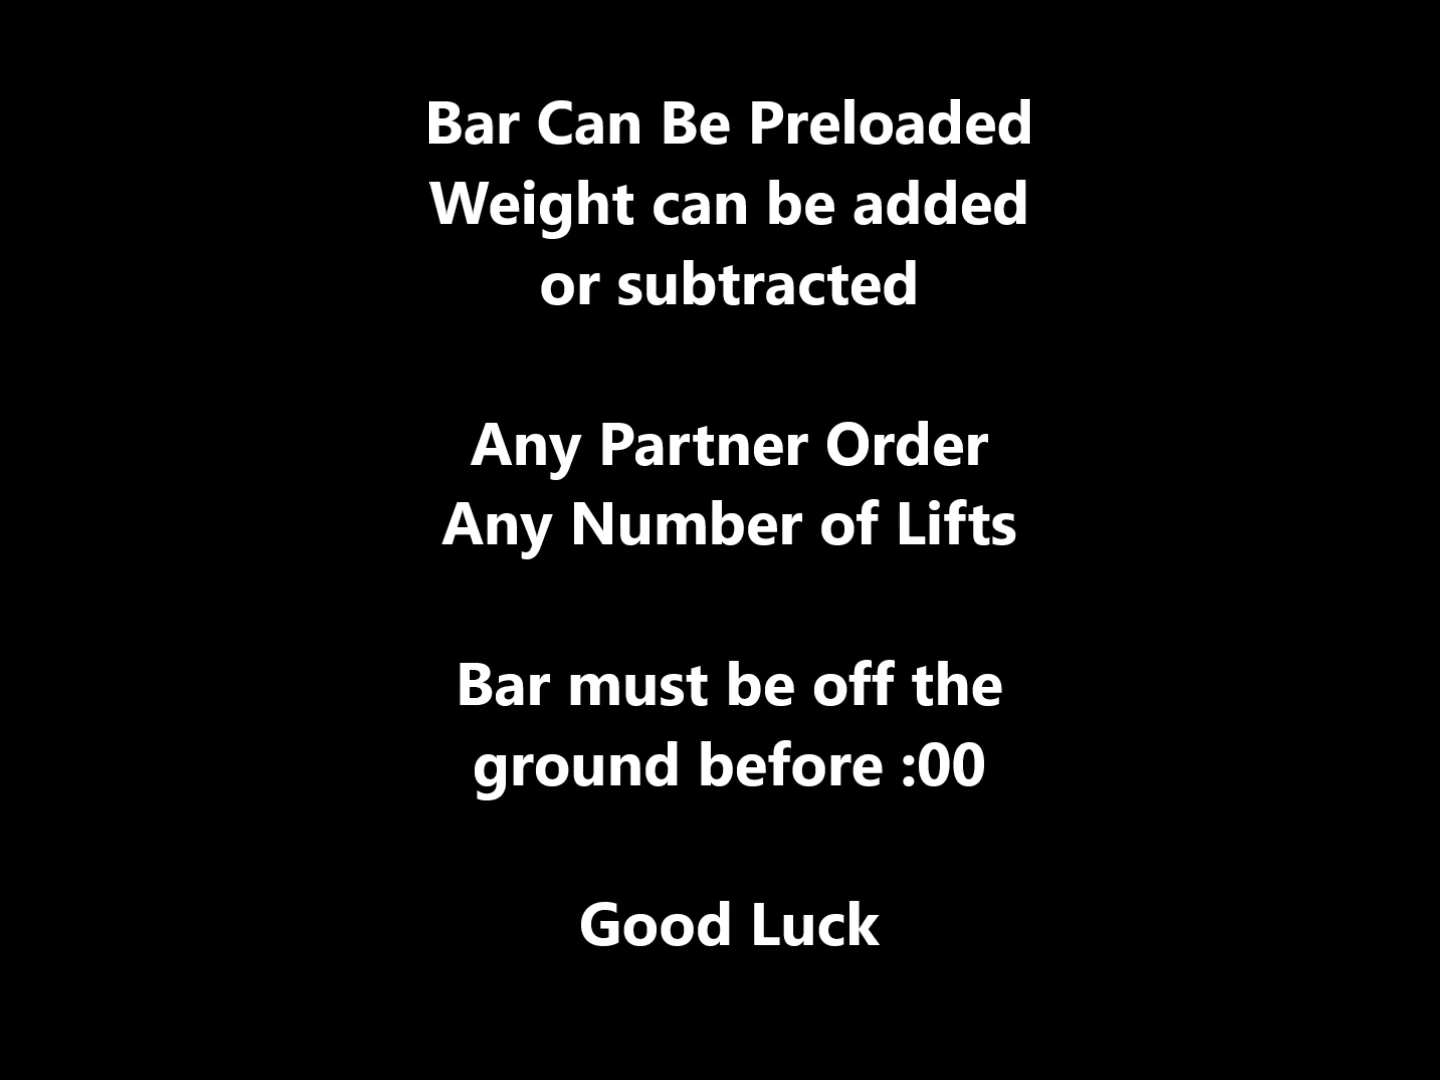 Bar Can Be Preloaded
Weight can be added
or subtracted
Any Partner Order
Any Number of Lifts
Bar must be off the
ground before :00
Good Luck